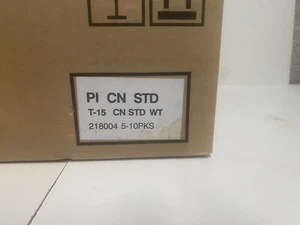 PI CN STD
T-15 CN STD WT
218004 5-10PKS